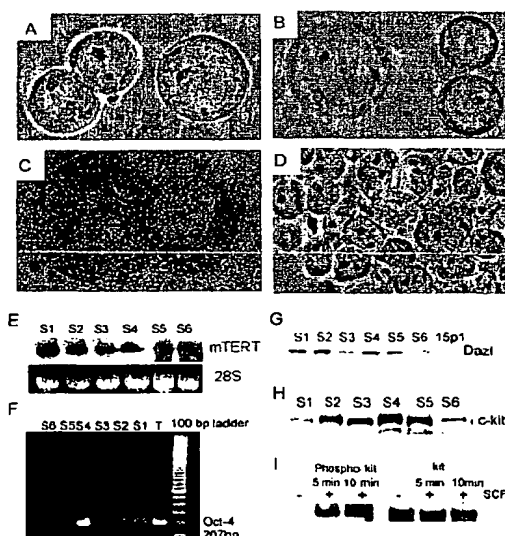 A
B
C
D
E
S1 S2 S3 S4 S5 S6
mTERT
28S
F
S6 S5 S4 S3 S2 S1 T 100 bp ladder
Oct-4
207bp
G
S1 S2 S3 S4 S5 S6 15p1
Dazl
H
S1 S2 S3 S4 S5 S6
c-kit
I
Phospho-kit kit
5 min 10 min 5 min 10min
- + + - + + SCF